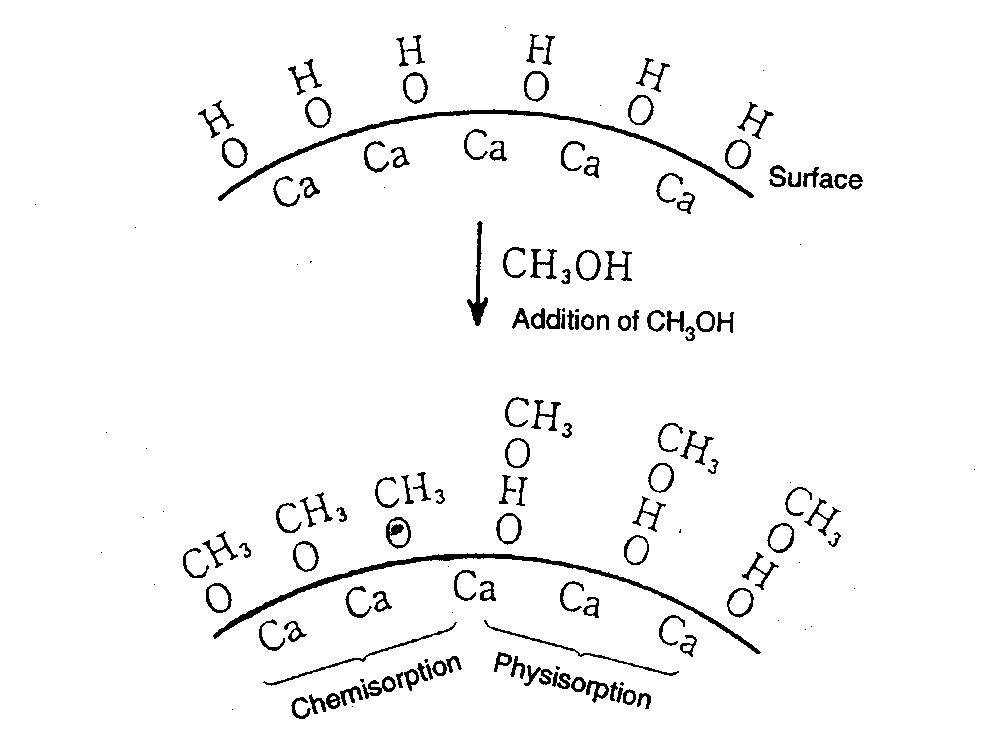 H H H H H H
O O O O O O
Ca Ca Ca Ca Ca
Surface
CH₃OH
Addition of CH₃OH
CH₃ CH₃ CH₃ CH₃ CH₃ CH₃
O O O
H H H
O O O O O O
Ca Ca Ca Ca Ca
Chemisorption
Physisorption